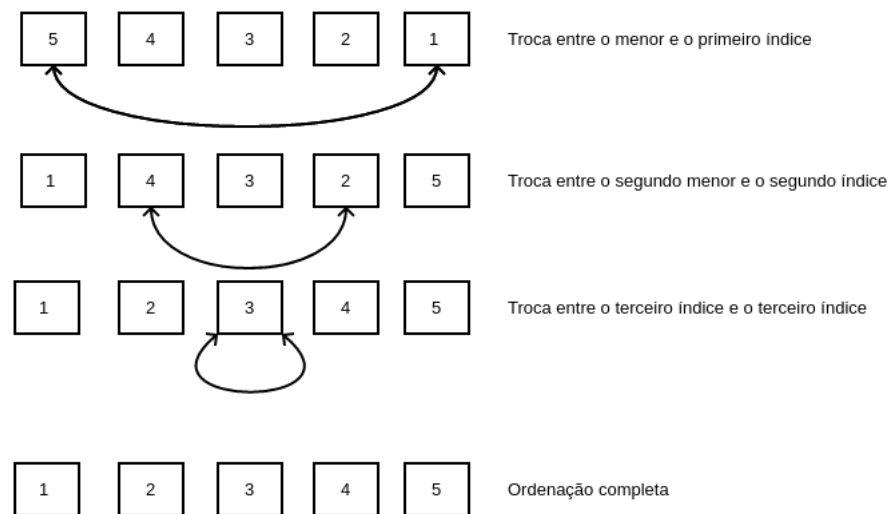 5 4 3 2 1 Troca entre o menor e o primeiro índice
1 4 3 2 5 Troca entre o segundo menor e o segundo índice
1 2 3 4 5 Troca entre o terceiro índice e o terceiro índice
1 2 3 4 5 Ordenação completa